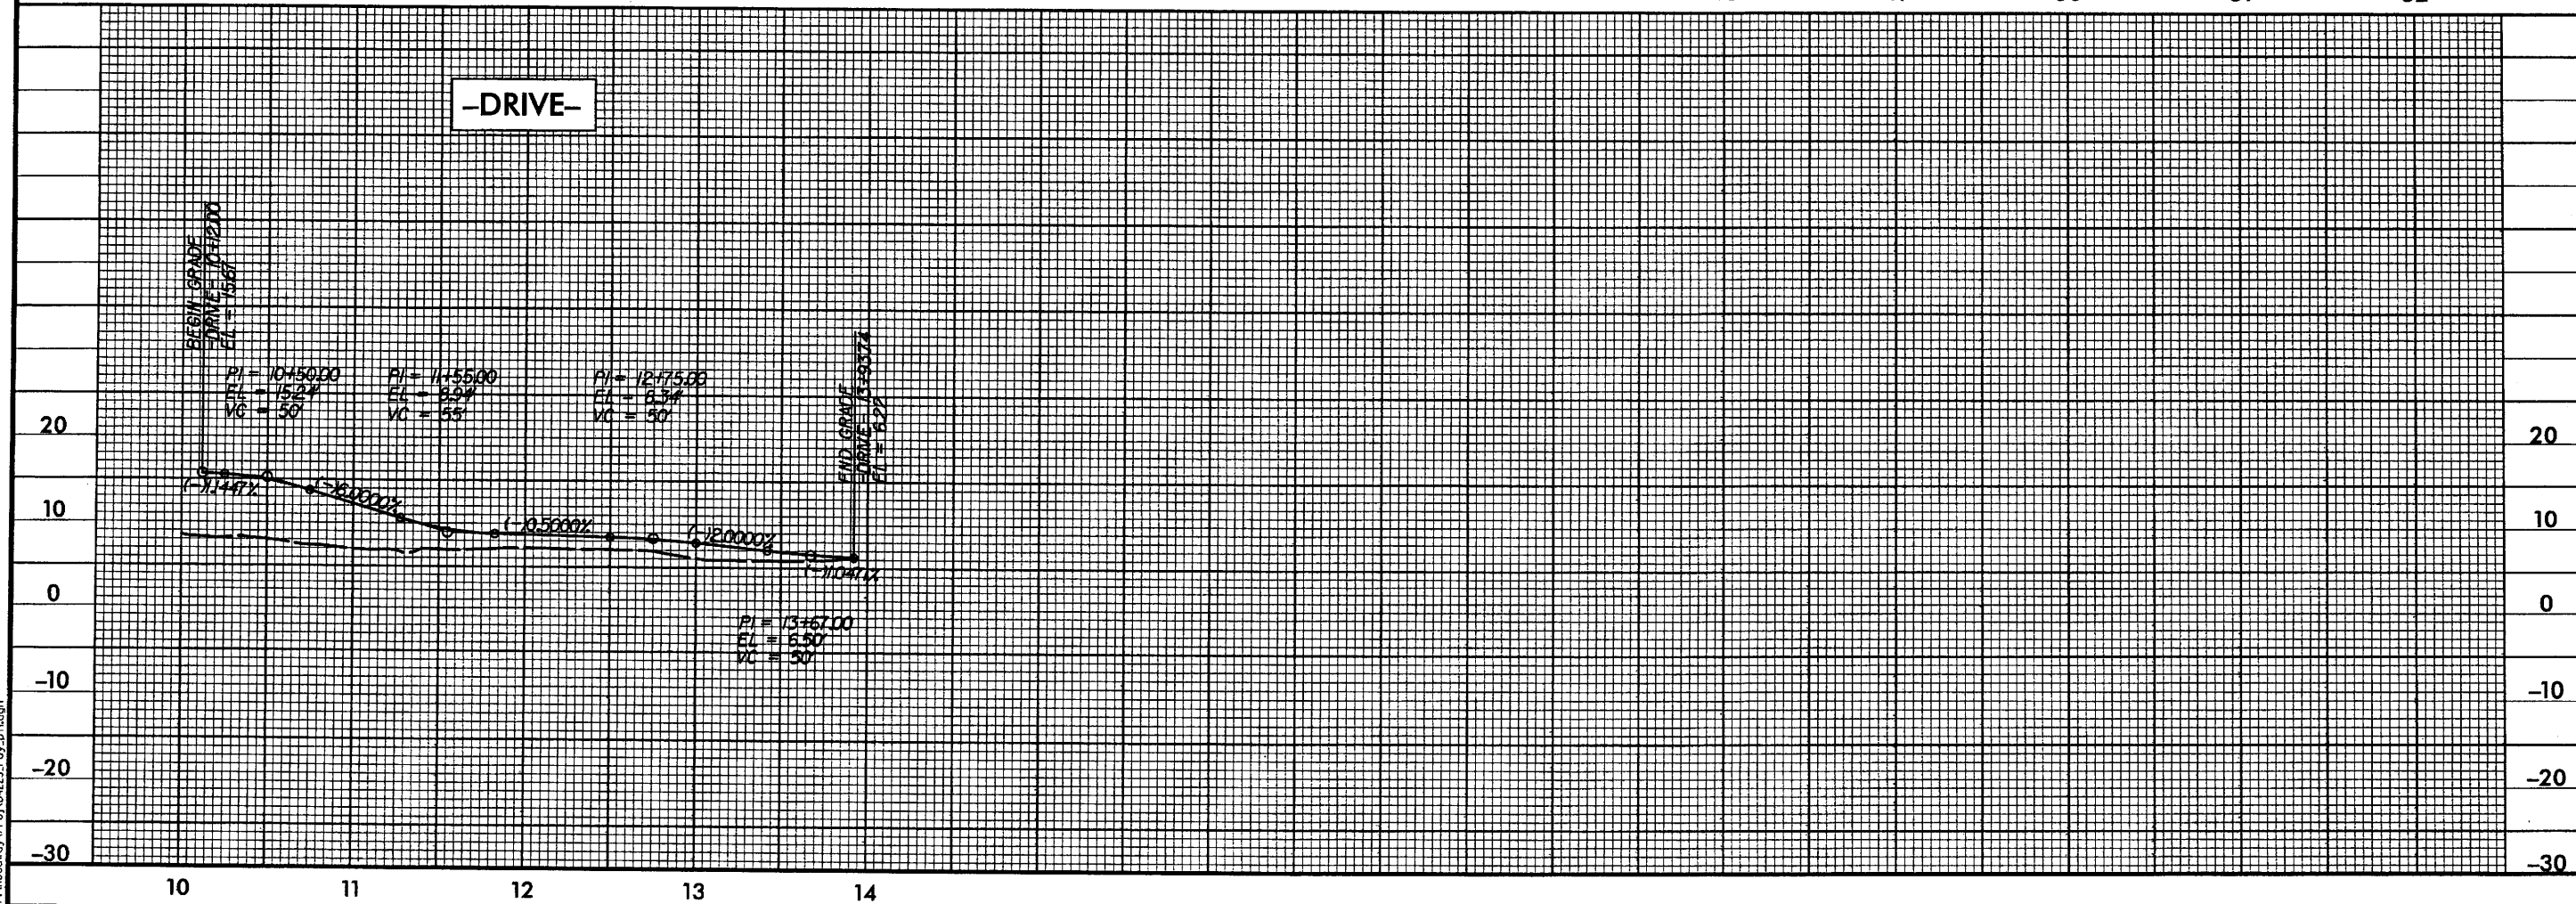 –DRIVE–
BEGIN GRADE
-DRIVE- 10+12.00
EL = 15.67'
PI = 10+50.00
EL = 15.24'
VC = 50'
PI = 11+55.00
EL = 8.94'
VC = 55'
PI = 12+75.00
EL = 8.34'
VC = 50'
END GRADE
-DRIVE- 13+93.74
EL = 6.22'
20
20
(-)1.1447%
(-)6.0000%
(-)0.5000%
(-)2.0000%
(-)1.0471%
10
10
0
0
PI = 13+67.00
EL = 6.50'
VC = 50'
–10
–10
–20
–20
–30
–30
10
11
12
13
14